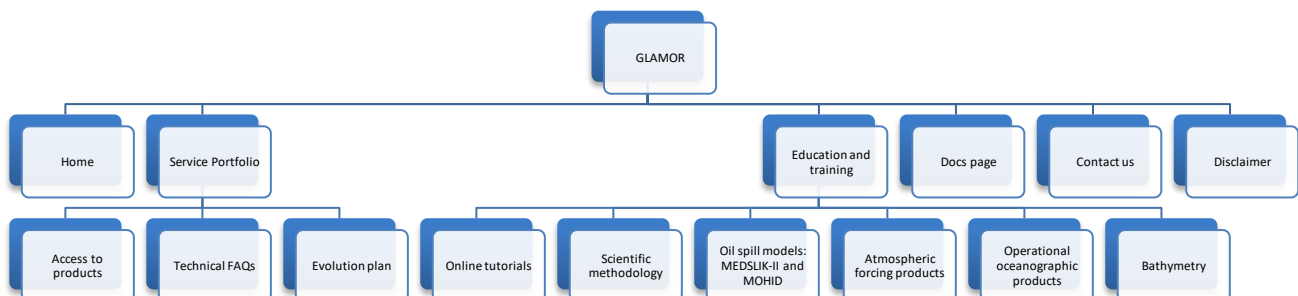 GLAMOR
Home
Service Portfolio
Education and
training
Docs page
Contact us
Disclaimer
Access to
products
Technical FAQs
Evolution plan
Online tutorials
Scientific
methodology
Oil spill models:
MEDSLIK-II and
MOHID
Atmospheric
forcing products
Operational
oceanographic
products
Bathymetry